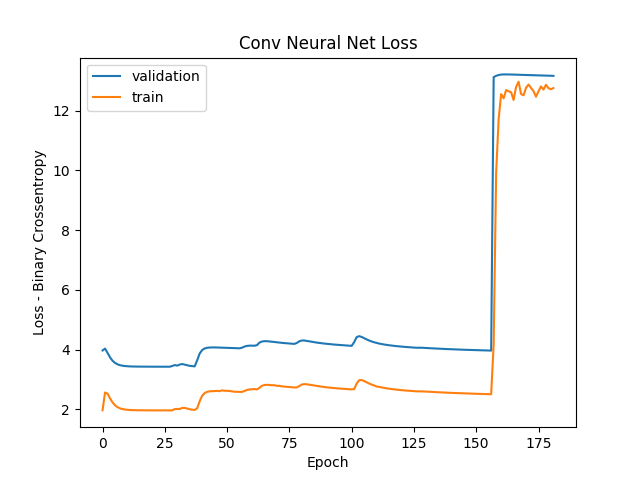 Conv Neural Net Loss
validation
train
Loss - Binary Crossentropy
12
10
8
6
4
2
0 25 50 75 100 125 150 175
Epoch